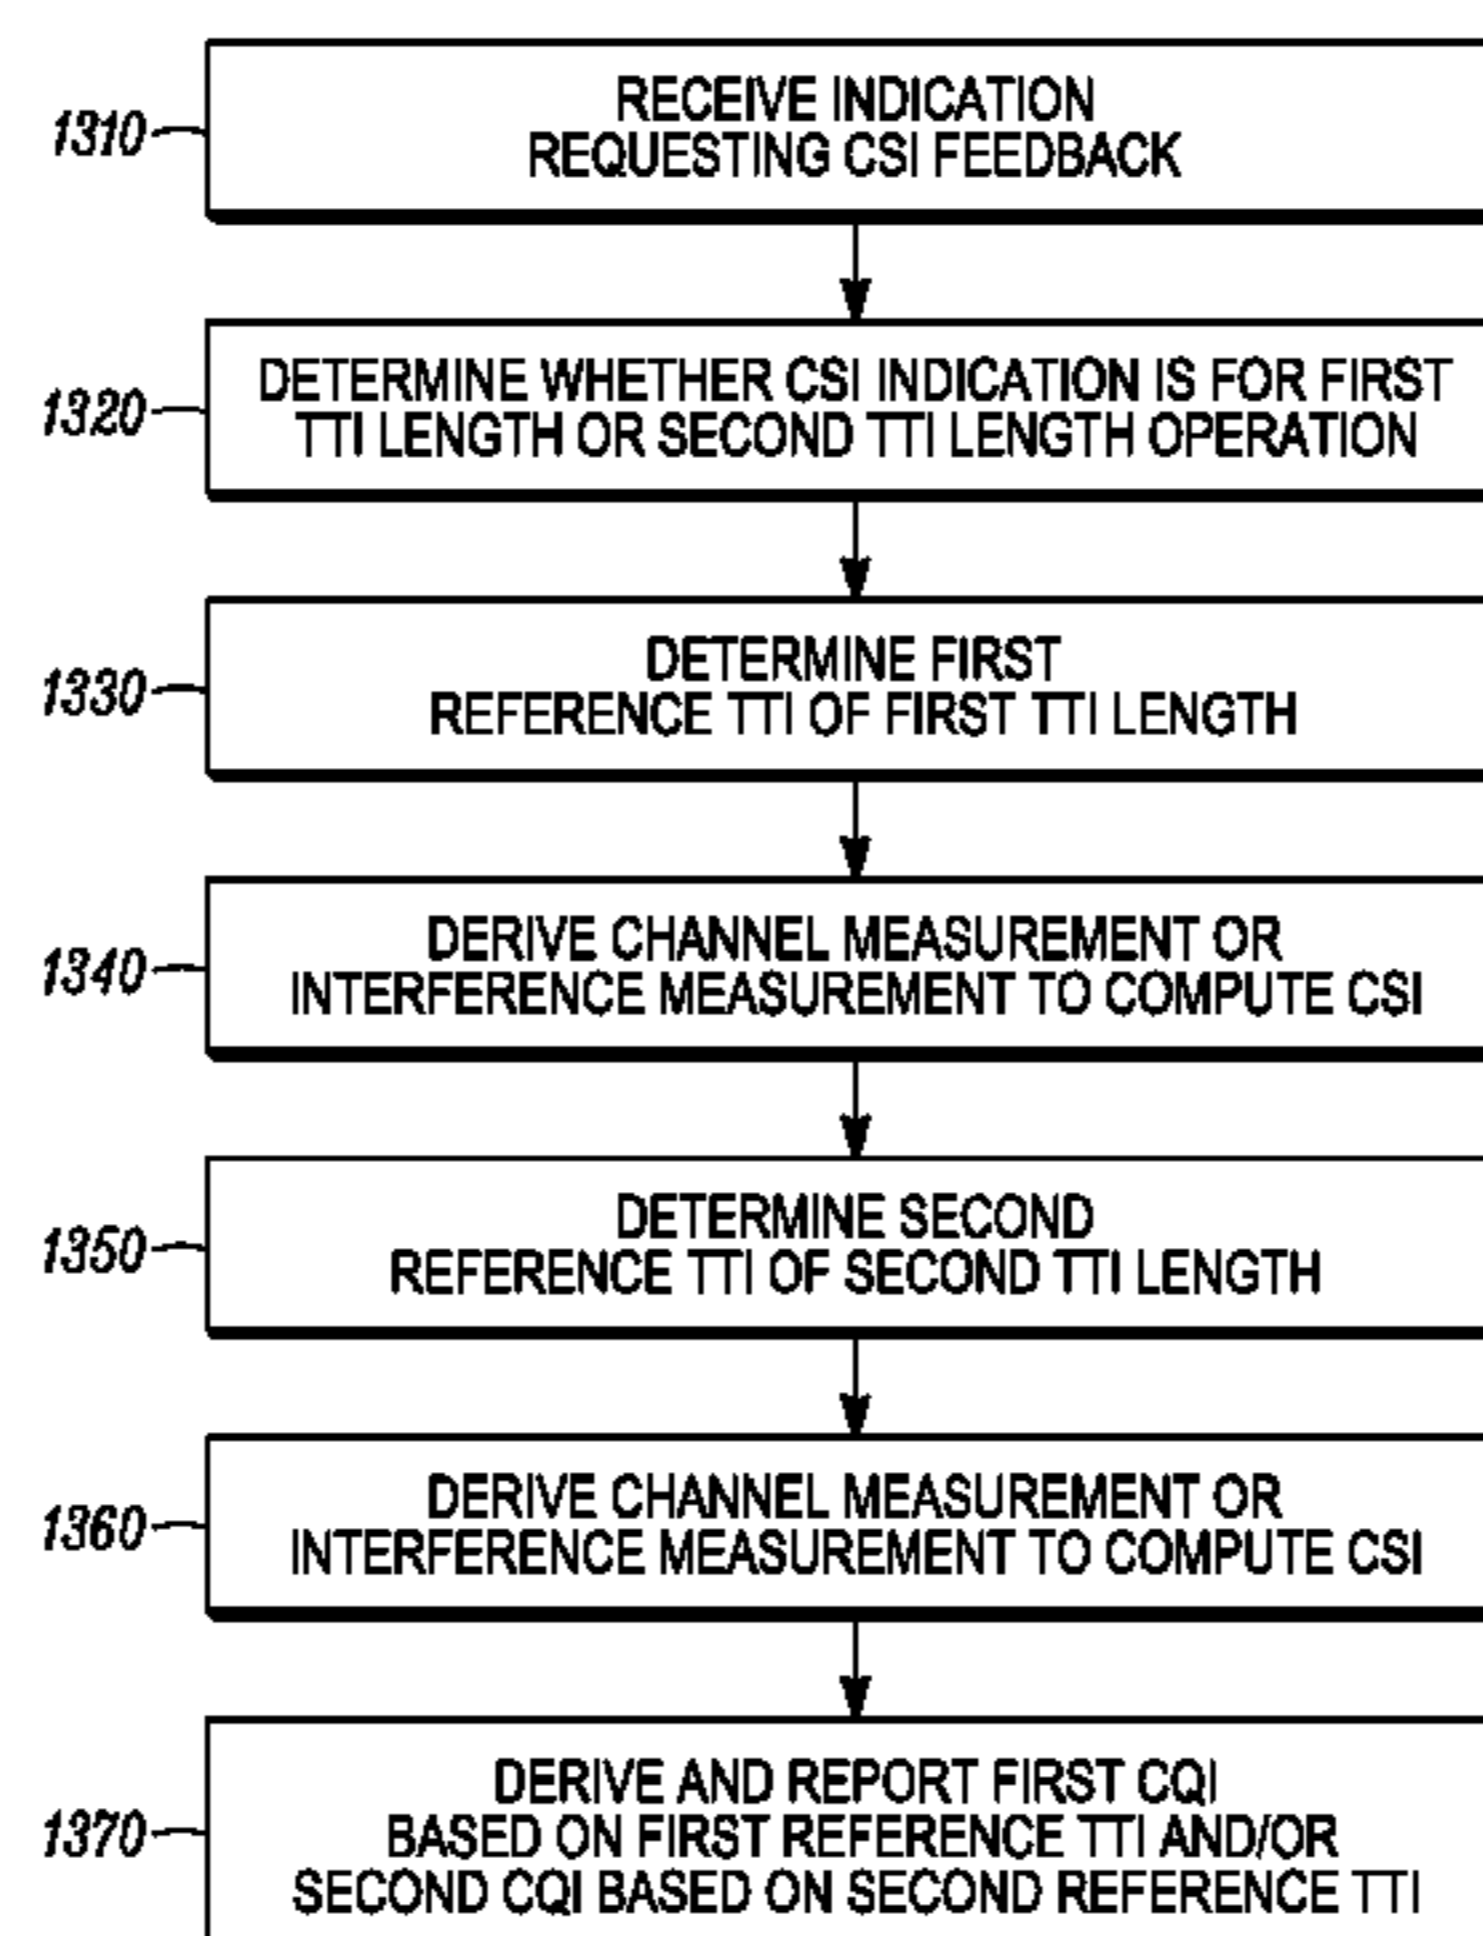 RECEIVE INDICATION
1310
REQUESTING CSI FEEDBACK
DETERMINE WHETHER CSI INDICATION IS FOR FIRST
1320
TTI LENGTH OR SECOND TTI LENGTH OPERATION
DETERMINE FIRST
1330
REFERENCE TTI OF FIRST TTI LENGTH
DERIVE CHANNEL MEASUREMENT OR
1340
INTERFERENCE MEASUREMENT TO COMPUTE CSI
DETERMINE SECOND
1350
REFERENCE TTI OF SECOND TTI LENGTH
DERIVE CHANNEL MEASUREMENT OR
1360
INTERFERENCE MEASUREMENT TO COMPUTE CSI
DERIVE AND REPORT FIRST CQI
1370
BASED ON FIRST REFERENCE TTI AND/OR
SECOND CQI BASED ON SECOND REFERENCE TTI